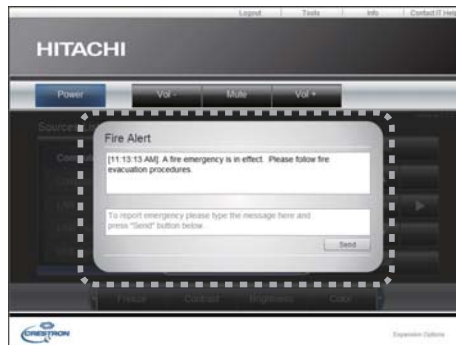 Logout Tools Info Contact IT Help
HITACHI
Power Vol - Mute Vol +
Sources List
Fire Alert
[11:13:13 AM]. A fire emergency is in effect. Please follow fire
evacuation procedures.
To report emergency please type the message here and
press "Send" button below.
Send
Freeze Contrast Brightness Color
CRESTRON
Expansion Options